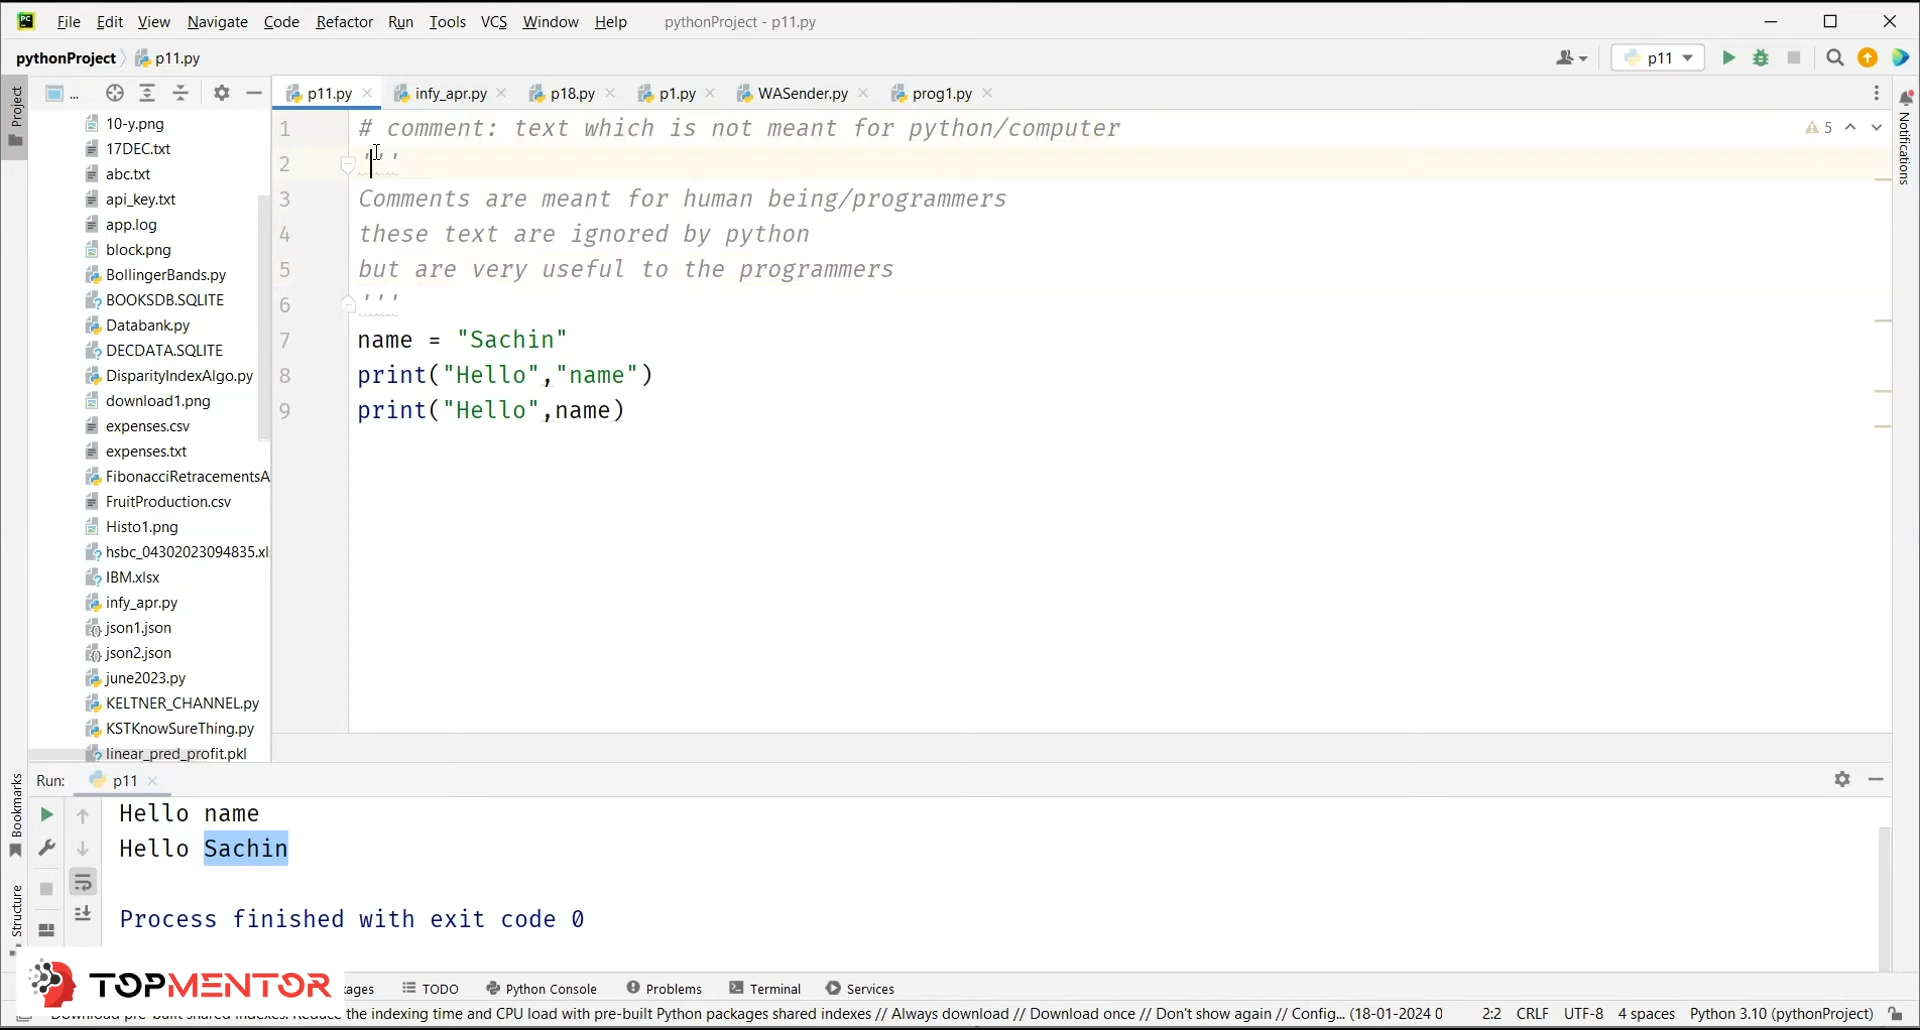 PC File Edit View Navigate Code Refactor Run Tools VCS Window Help pythonProject - p11.py
pythonProject p11.py p11
Project ... p11.py infy_apr.py p18.py p1.py WASender.py prog1.py
Notifications
10-y.png
17DEC.txt
abc.txt
api_key.txt
app.log
block.png
BollingerBands.py
BOOKSDB.SQLITE
Databank.py
DECDATA.SQLITE
DisparityIndexAlgo.py
download1.png
expenses.csv
expenses.txt
FibonacciRetracementsA
FruitProduction.csv
Histo1.png
hsbc_04302023094835.xl
IBM.xlsx
infy_apr.py
json1.json
json2.json
june2023.py
KELTNER_CHANNEL.py
KSTKnowSureThing.py
linear_pred_profit.pkl
1 # comment: text which is not meant for python/computer
5
2 '''
3 Comments are meant for human being/programmers
4 these text are ignored by python
5 but are very useful to the programmers
6 '''
7 name = "Sachin"
8 print("Hello","name")
9 print("Hello",name)
Bookmarks
Structure
Run: p11
Hello name
Hello Sachin
Process finished with exit code 0
TOPMENTOR
kages TODO Python Console Problems Terminal Services
the indexing time and CPU load with pre-built Python packages shared indexes // Always download // Download once // Don't show again // Config... (18-01-2024 0 2:2 CRLF UTF-8 4 spaces Python 3.10 (pythonProject)